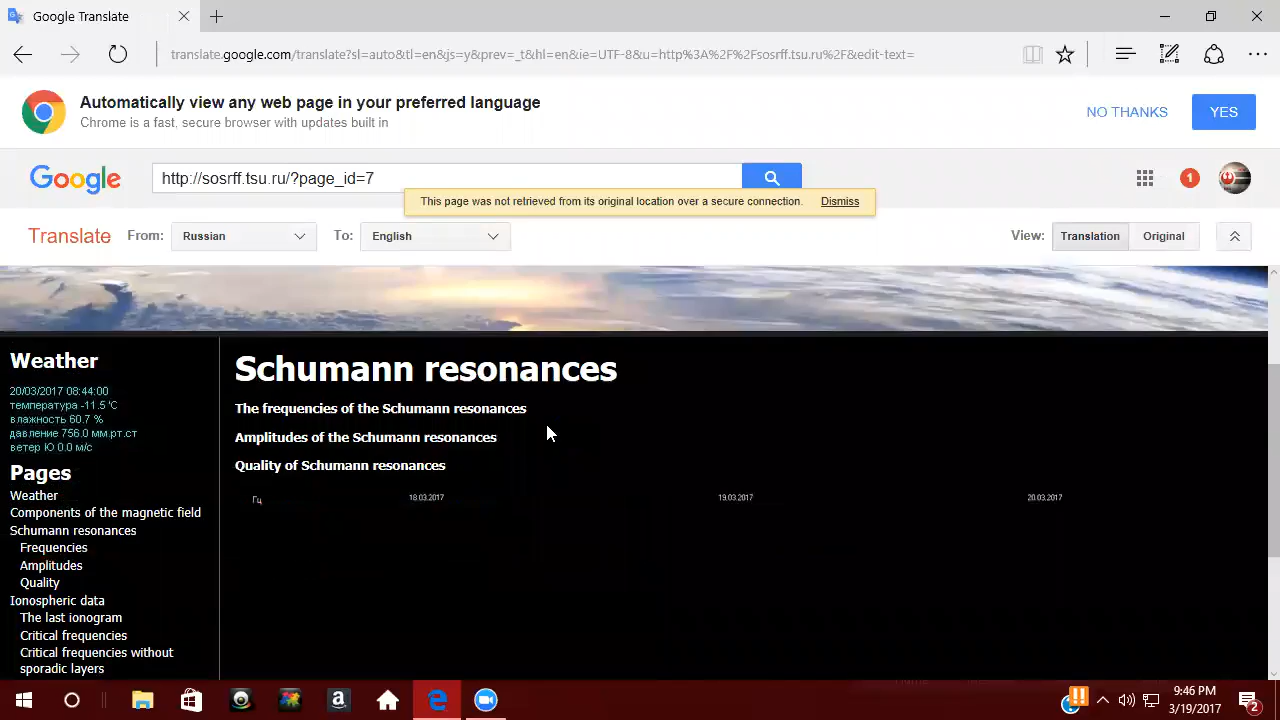 Google Translate
translate.google.com/translate?sl=auto&tl=en&js=y&prev=_t&hl=en&ie=UTF-8&u=http%3A%2F%2Fsosrff.tsu.ru%2F&edit-text=
Automatically view any web page in your preferred language
Chrome is a fast, secure browser with updates built in
NO THANKS
YES
Google
http://sosrff.tsu.ru/?page_id=7
1
This page was not retrieved from its original location over a secure connection. Dismiss
Translate From: Russian To: English
View: Translation Original
Weather
20/03/2017 08:44:00
температура -11.5 °C
влажность 60.7 %
давление 756.0 мм.рт.ст
ветер Ю 0.0 м/с
Pages
Weather
Components of the magnetic field
Schumann resonances
Frequencies
Amplitudes
Quality
Ionospheric data
The last ionogram
Critical frequencies
Critical frequencies without
sporadic layers
Schumann resonances
The frequencies of the Schumann resonances
Amplitudes of the Schumann resonances
Quality of Schumann resonances
Гц 18.03.2017 19.03.2017 20.03.2017
9:46 PM
3/19/2017
2